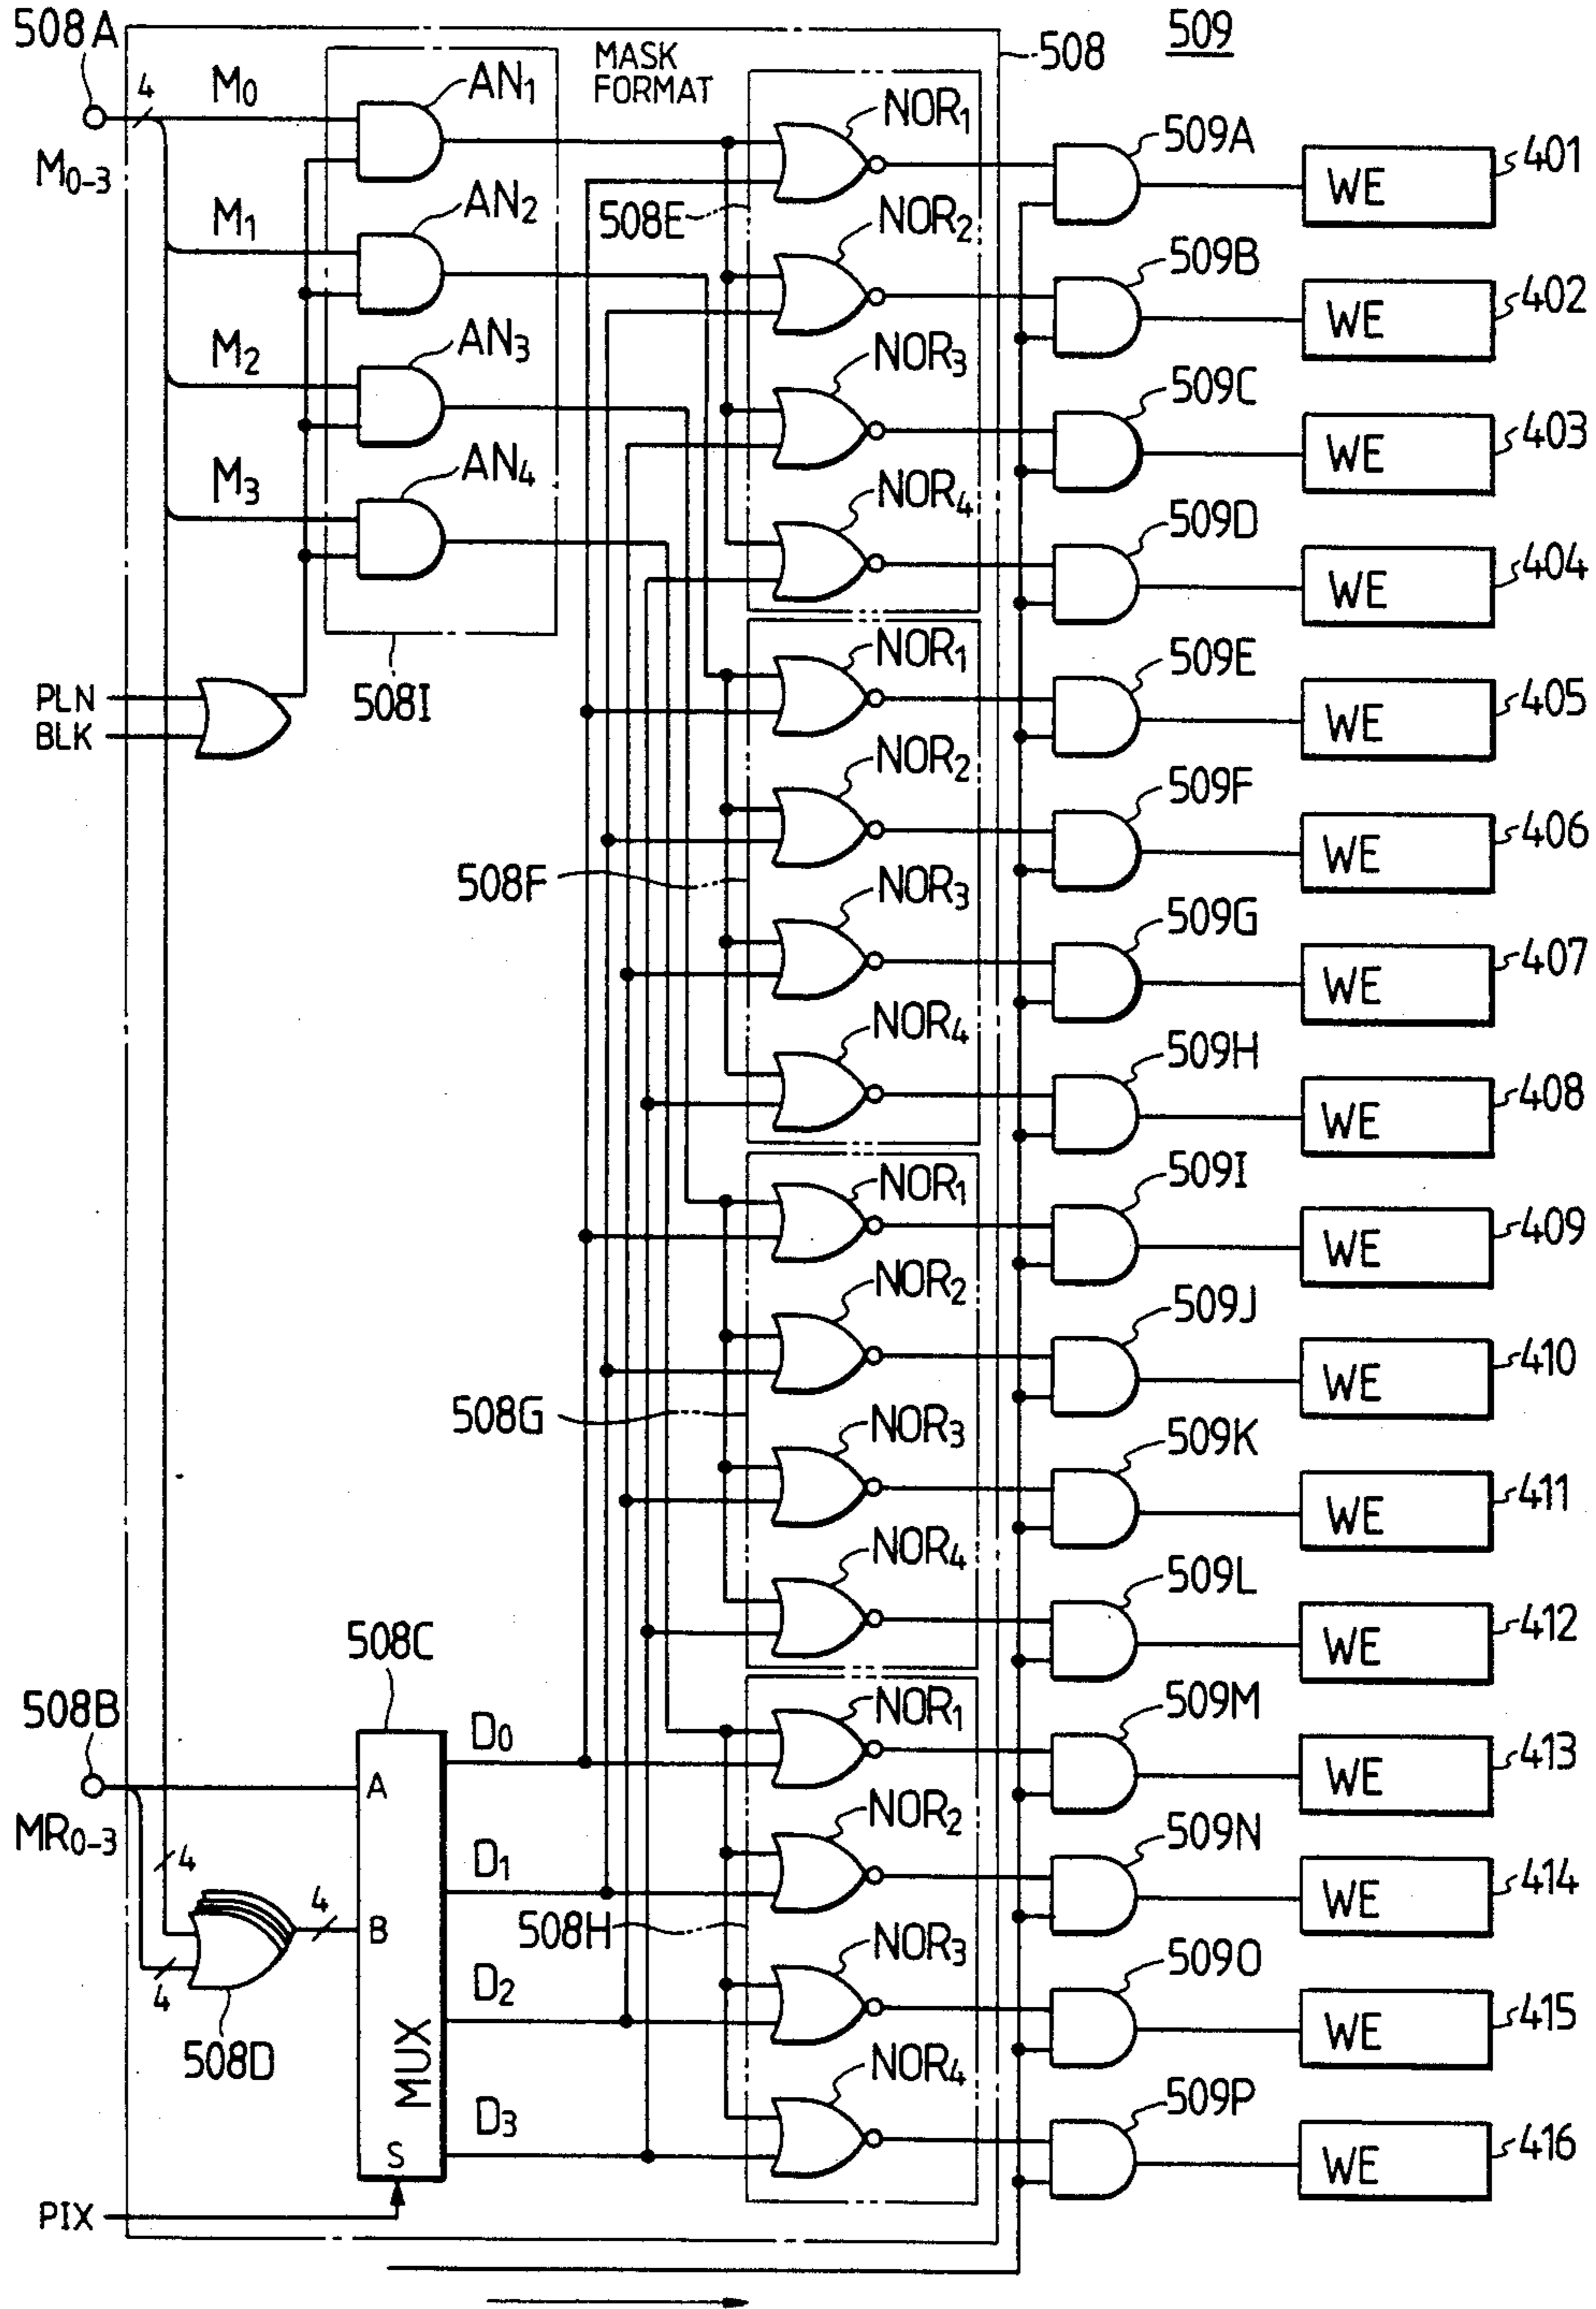 508A
508
509
MASK
FORMAT
4
M0
AN1
NOR1
509A
WE
401
M0-3
M1
AN2
508E
NOR2
509B
WE
402
M2
AN3
NOR3
509C
WE
403
M3
AN4
NOR4
509D
WE
404
PLN
BLK
508I
NOR1
509E
WE
405
NOR2
509F
WE
406
508F
NOR3
509G
WE
407
NOR4
509H
WE
408
NOR1
509I
WE
409
NOR2
509J
WE
410
508G
NOR3
509K
WE
411
NOR4
509L
WE
412
508C
508B
A
D0
NOR1
509M
WE
413
MR0-3
4
D1
NOR2
509N
WE
414
4
B
508H
4
D2
NOR3
509O
WE
415
508D
MUX
D3
NOR4
509P
WE
416
S
PIX